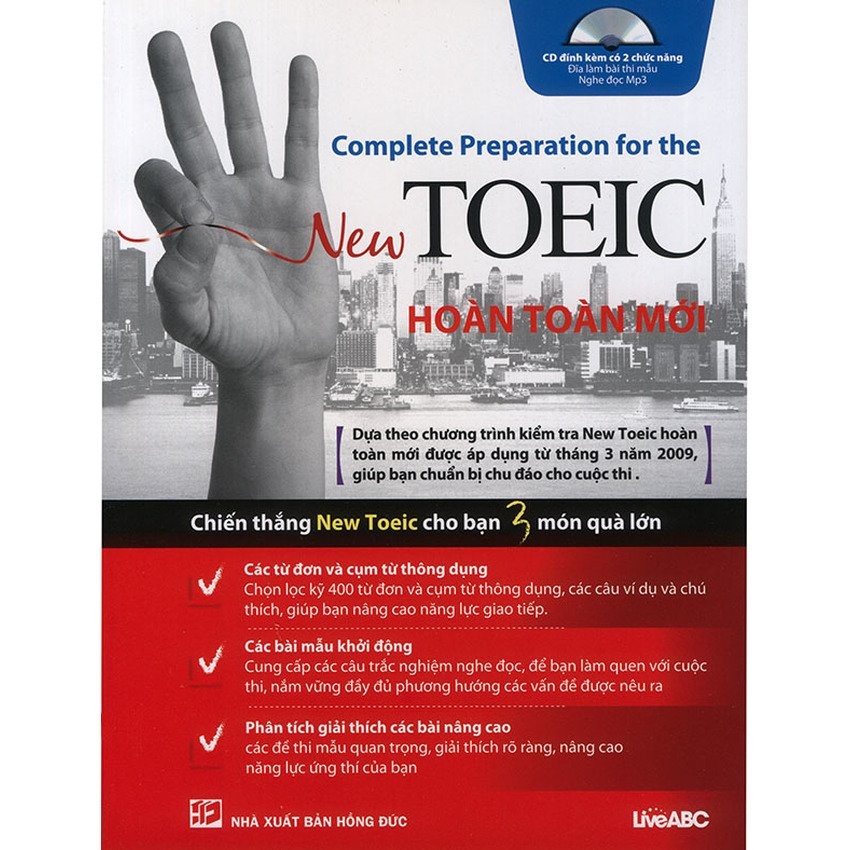 CD đính kèm có 2 chức năng
Đĩa làm bài thi mẫu
Nghe đọc Mp3
Complete Preparation for the
New TOEIC
HOÀN TOÀN MỚI
Dựa theo chương trình kiểm tra New Toeic hoàn
toàn mới được áp dụng từ tháng 3 năm 2009,
giúp bạn chuẩn bị chu đáo cho cuộc thi .
Chiến thắng New Toeic cho bạn 3 món quà lớn
Các từ đơn và cụm từ thông dụng
Chọn lọc kỹ 400 từ đơn và cụm từ thông dụng, các câu ví dụ và chú
thích, giúp bạn nâng cao năng lực giao tiếp.
Các bài mẫu khởi động
Cung cấp các câu trắc nghiệm nghe đọc, để bạn làm quen với cuộc
thi, nắm vững đầy đủ phương hướng các vấn đề được nêu ra
Phân tích giải thích các bài nâng cao
các đề thi mẫu quan trọng, giải thích rõ ràng, nâng cao
năng lực ứng thí của bạn
NHÀ XUẤT BẢN HỒNG ĐỨC
LiveABC